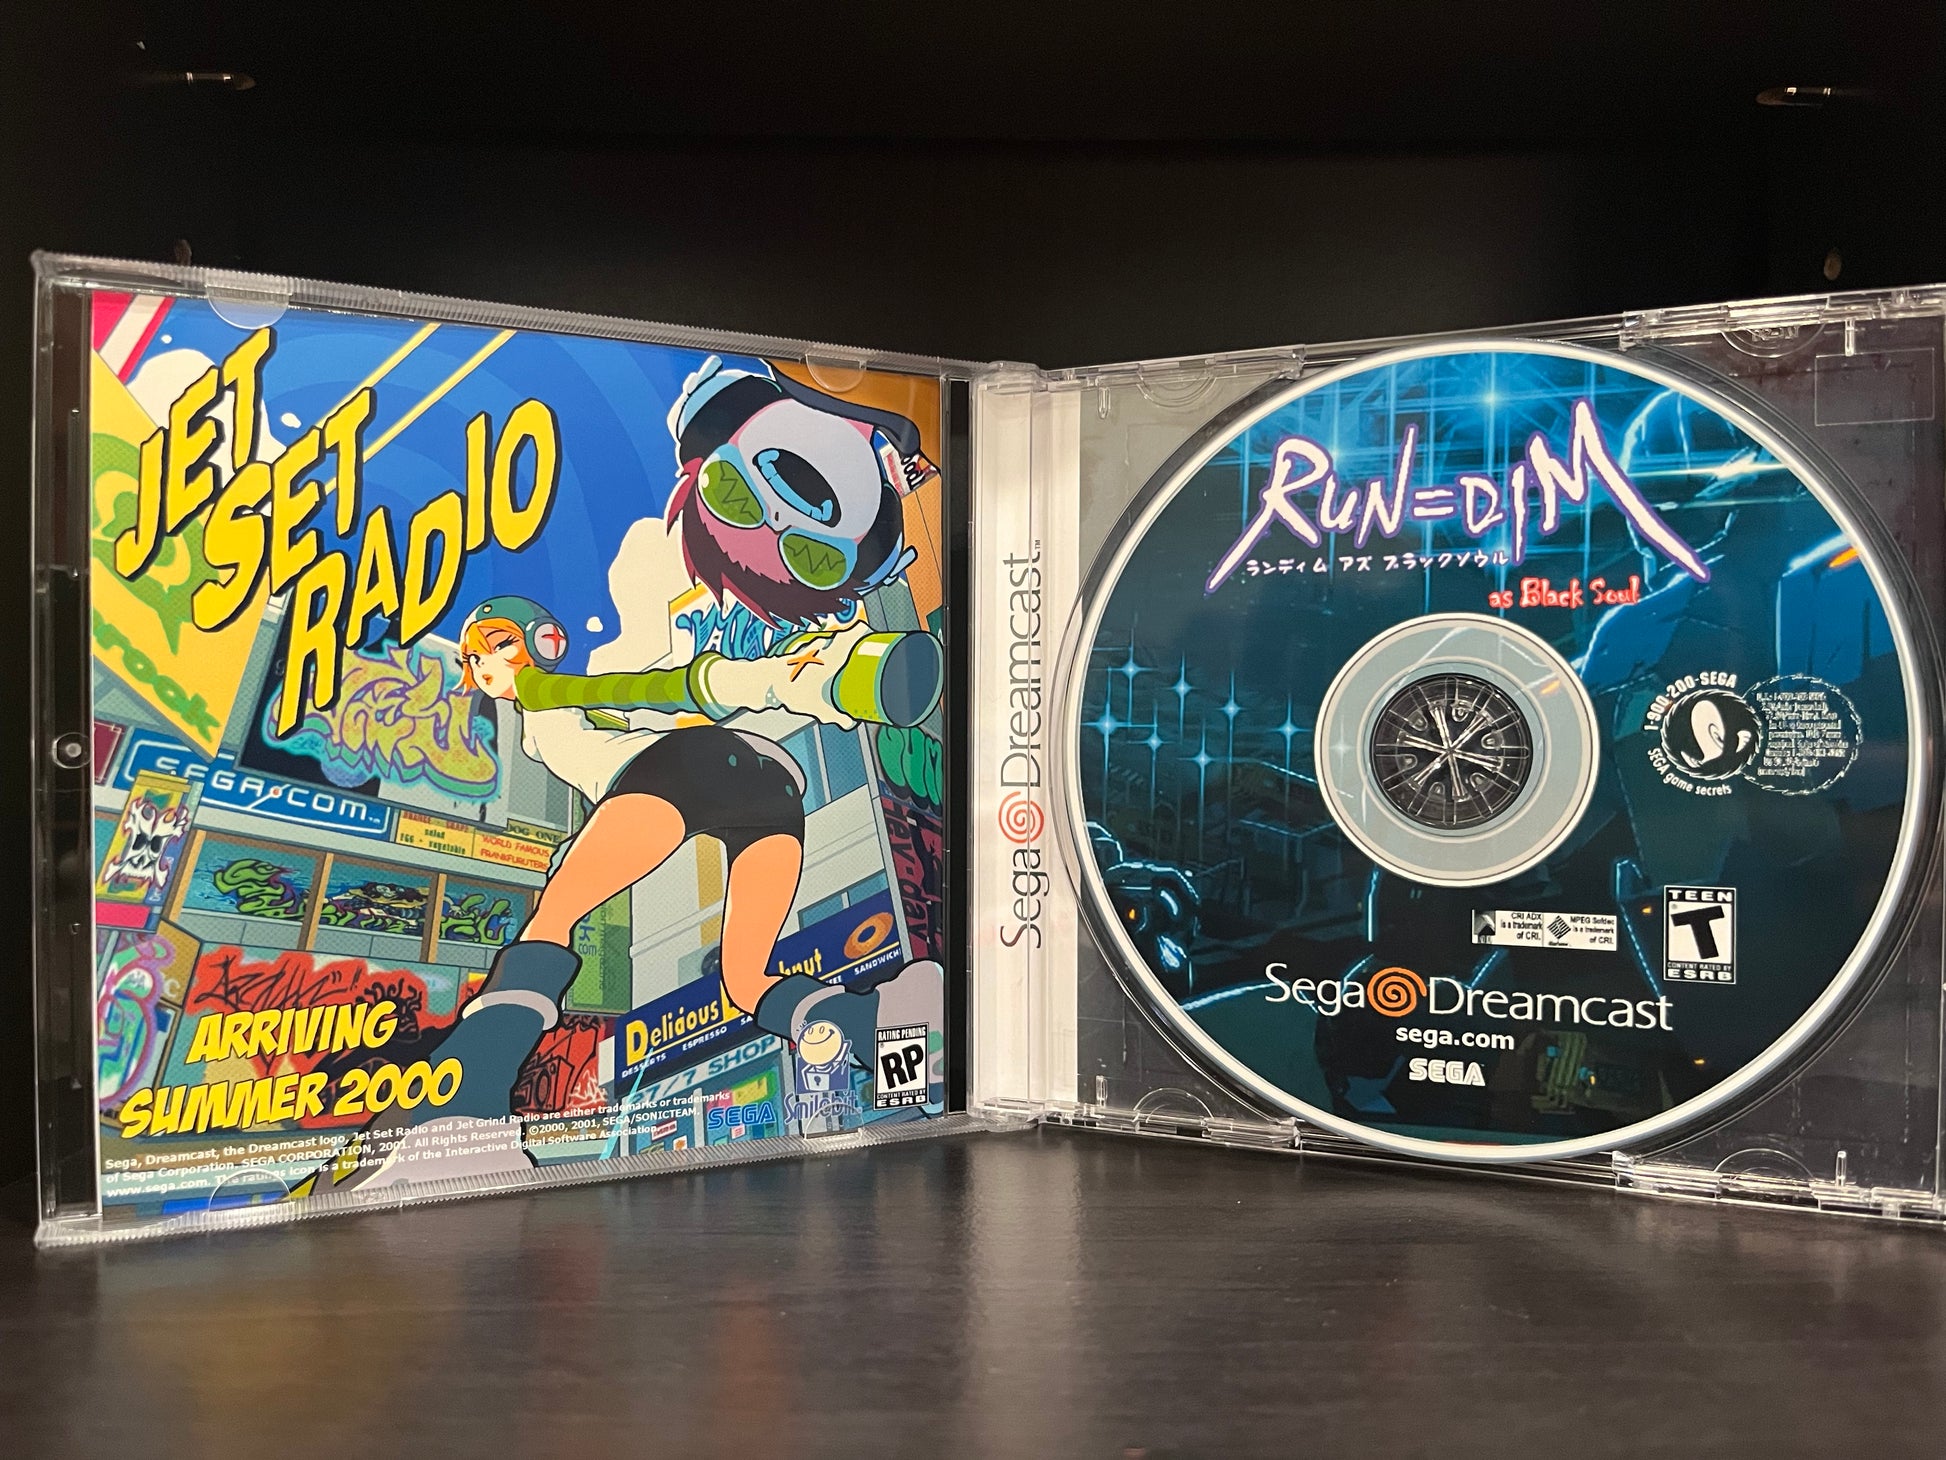 JET
SET
RADIO
SEGA.COM
DOG ONE
WORLD FAMOUS
FRANKFURUTERS
Delicious
DESSERTS ESPRESSO
SANDWICH
7/7 SHOP
ARRIVING
SUMMER 2000
SEGA
Smilebit
RATING PENDING
RP
CONTENT RATED BY
ESRB
Sega, Dreamcast, the Dreamcast logo, Jet Set Radio and Jet Grind Radio are either trademarks or trademarks
of Sega Corporation. SEGA CORPORATION, 2001. All Rights Reserved. ©2000, 2001, SEGA/SONICTEAM.
www.sega.com. The ratings icon is a trademark of the Interactive Digital Software Association.
Sega Dreamcast™
RUN=DIM
ランディム アズ ブラックソウル
as Black Soul
1-900-200-SEGA
SEGA game secrets
CRI ADX
is a trademark
of CRI.
MPEG Sofdec
is a trademark
of CRI.
TEEN
T
CONTENT RATED BY
ESRB
Sega Dreamcast
sega.com
SEGA